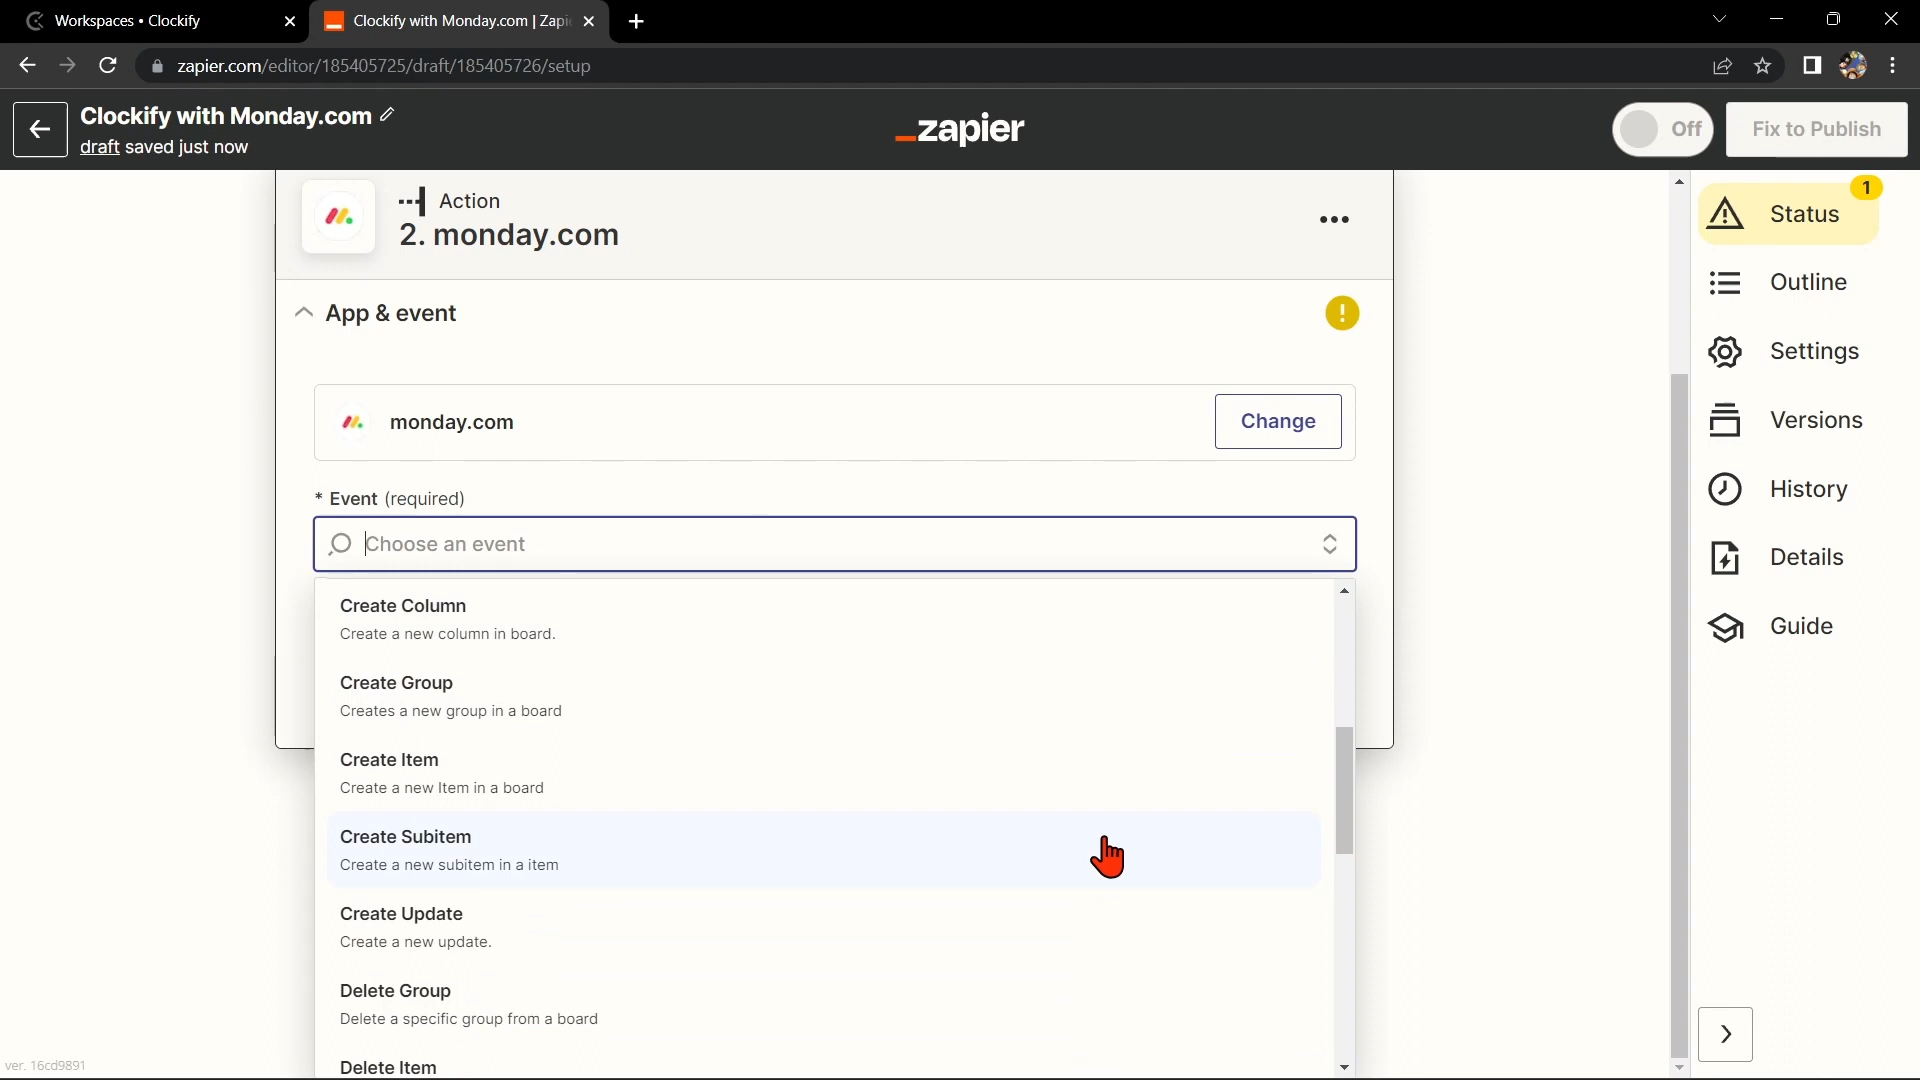 Workspaces • Clockify
Clockify with Monday.com | Zapi
zapier.com/editor/185405725/draft/185405726/setup
Clockify with Monday.com
draft saved just now
_zapier
Off
Fix to Publish
Action
2. monday.com
1
Status
Outline
Settings
Versions
History
Details
Guide
App & event
!
monday.com
Change
* Event (required)
Choose an event
Create Column
Create a new column in board.
Create Group
Creates a new group in a board
Create Item
Create a new Item in a board
Create Subitem
Create a new subitem in a item
Create Update
Create a new update.
Delete Group
Delete a specific group from a board
Delete Item
ver. 16cd9891